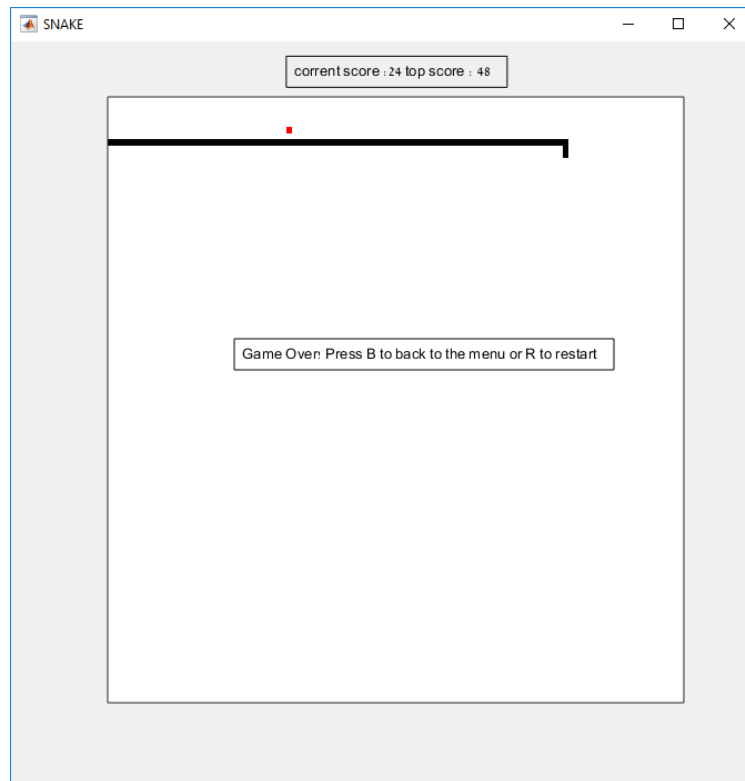 SNAKE
corrent score : 24 top score : 48
Game Over! Press B to back to the menu or R to restart